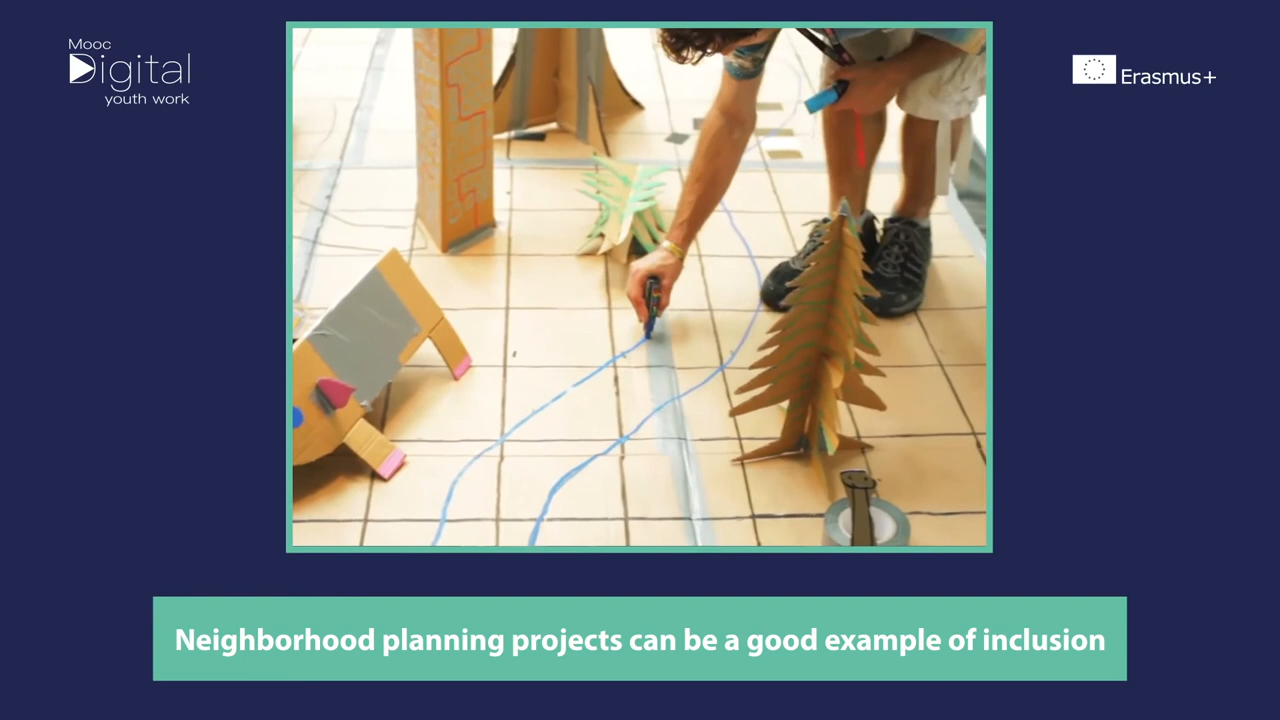 Mooc
Digital
youth work
Erasmus+
Neighborhood planning projects can be a good example of inclusion